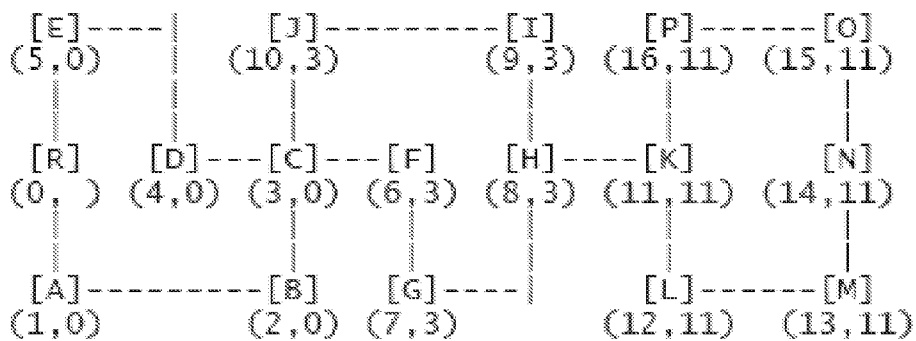 [E]----- [J]-----------[I] [P]------[O]
(5,0) (10,3) (9,3) (16,11) (15,11)
[R] [D]---[C]---[F] [H]----[K] [N]
(0, ) (4,0) (3,0) (6,3) (8,3) (11,11) (14,11)
[A]----------[B] [G]---- [L]------[M]
(1,0) (2,0) (7,3) (12,11) (13,11)